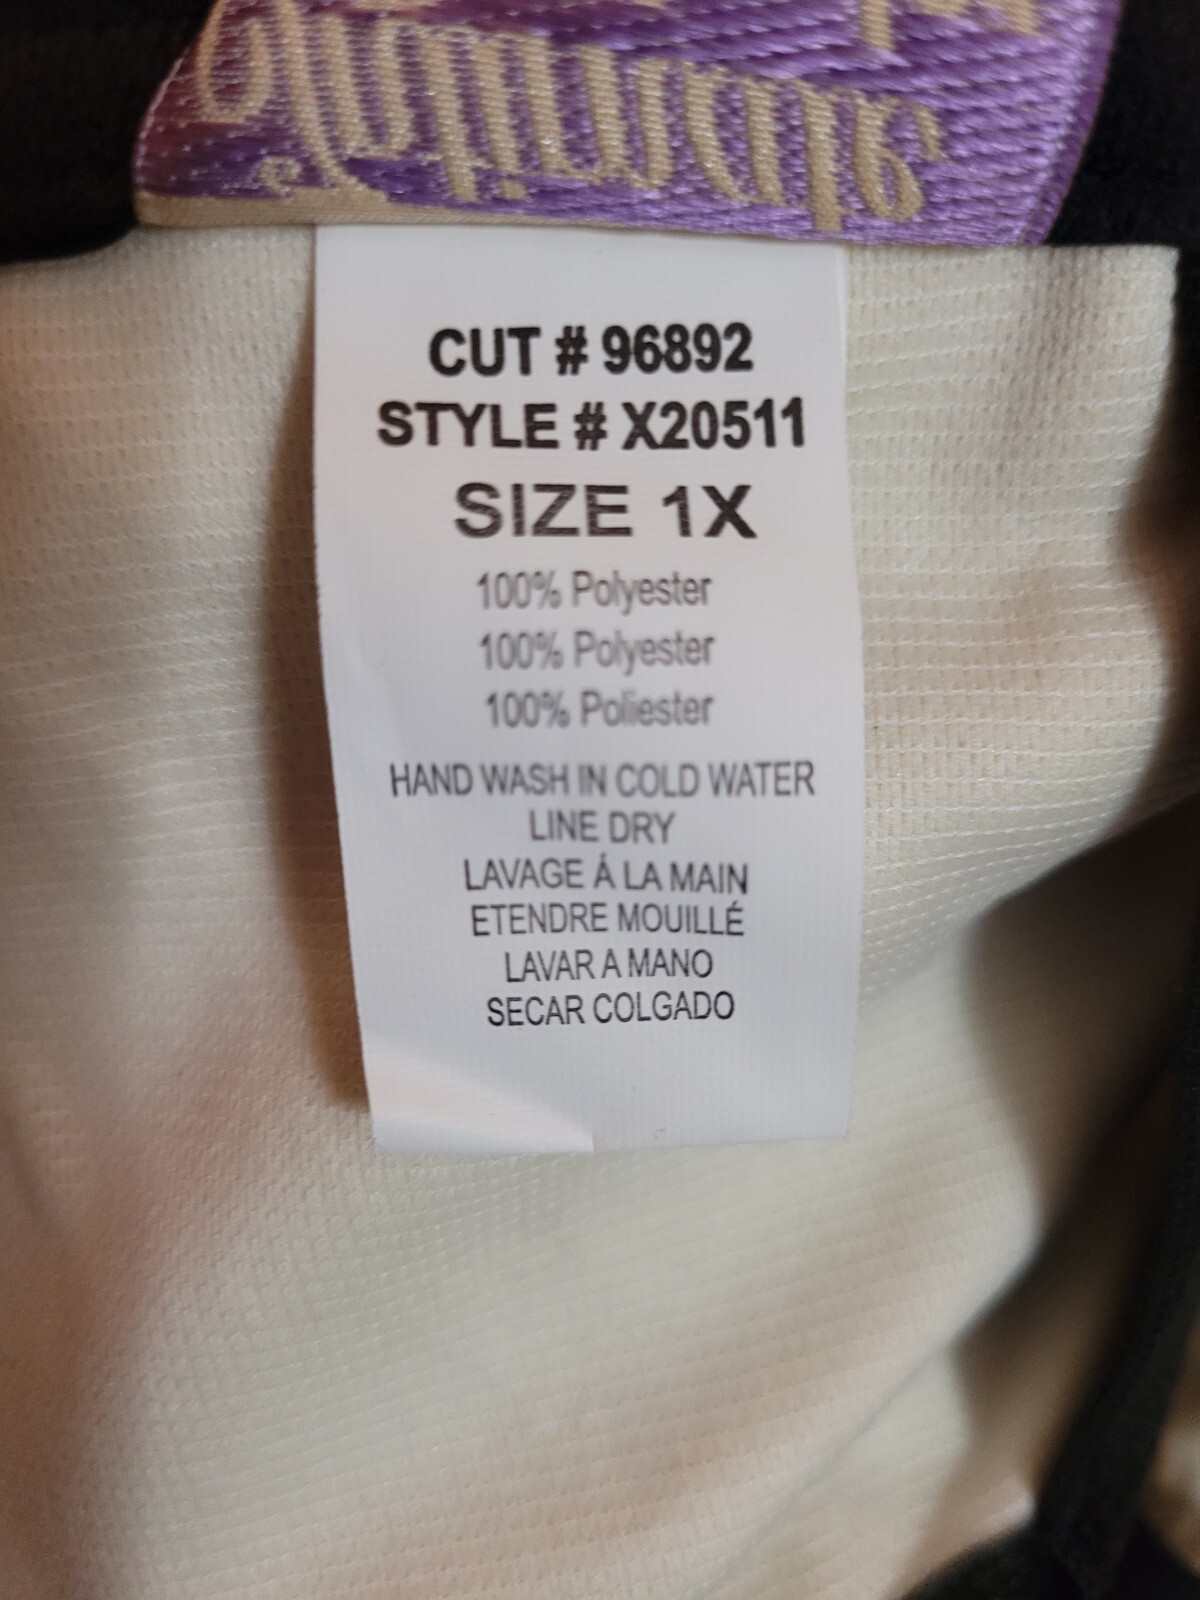 CUT # 96892
STYLE # X20511
SIZE 1X
100% Polyester
100% Polyester
100% Poliester
HAND WASH IN COLD WATER
LINE DRY
LAVAGE Á LA MAIN
ETENDRE MOUILLÉ
LAVAR A MANO
SECAR COLGADO